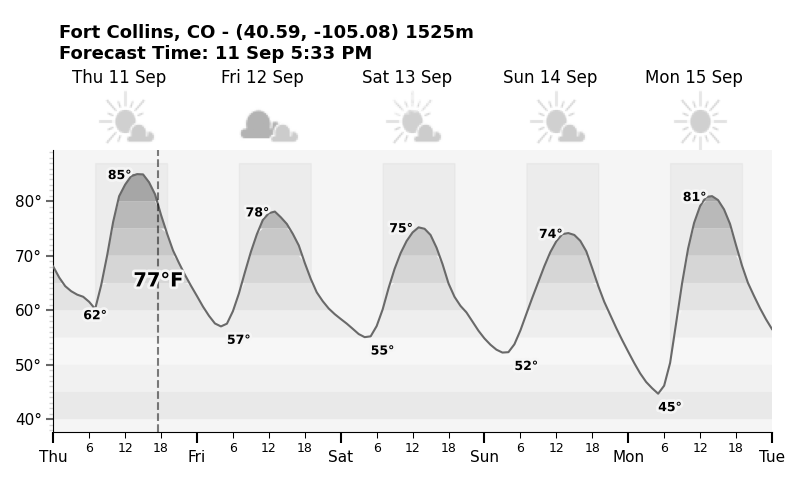 Fort Collins, CO - (40.59, -105.08) 1525m
Forecast Time: 11 Sep 5:33 PM
Thu 11 Sep Fri 12 Sep Sat 13 Sep Sun 14 Sep Mon 15 Sep
85°
78°
75°
74°
81°
77°F
62°
57°
55°
52°
45°
80°
70°
60°
50°
40°
6 12 18 6 12 18 6 12 18 6 12 18 6 12 18
Thu Fri Sat Sun Mon Tue